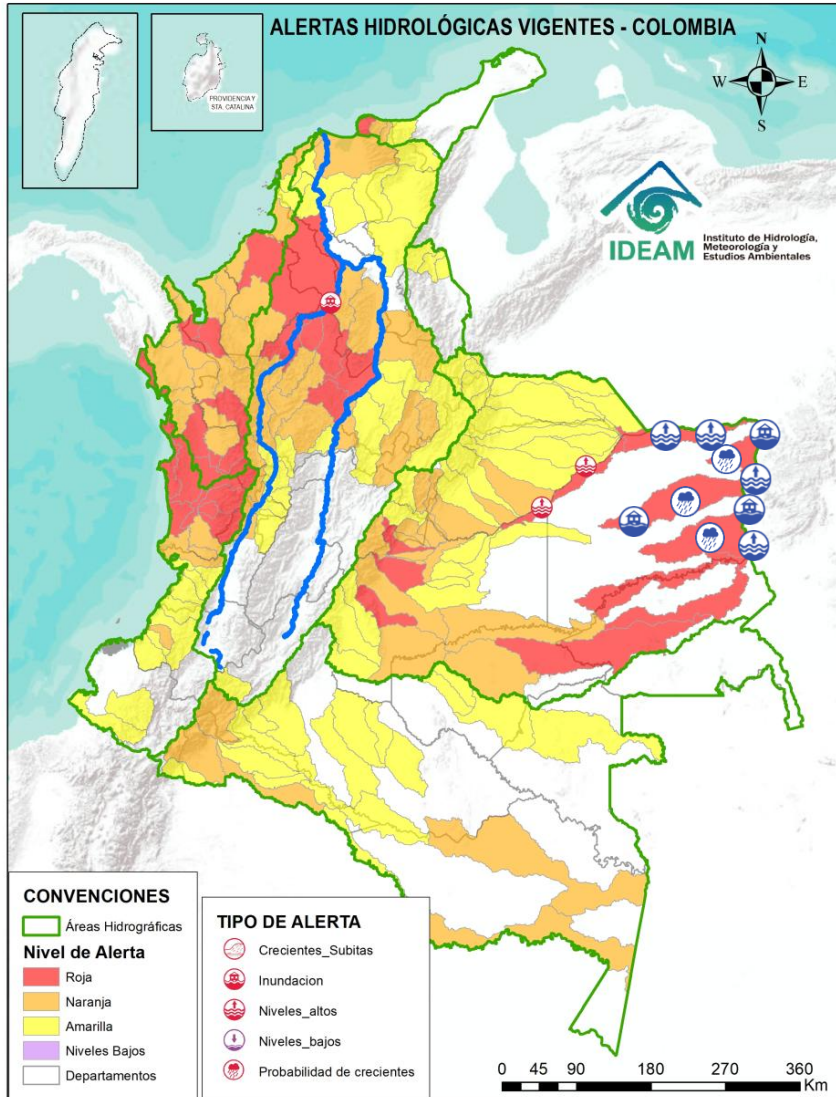 ALERTAS HIDROLÓGICAS VIGENTES - COLOMBIA
PROVIDENCIA Y
STA. CATALINA
N
W
E
S
IDEAM
Instituto de Hidrología,
Meteorología y
Estudios Ambientales
CONVENCIONES
Áreas Hidrográficas
Nivel de Alerta
Roja
Naranja
Amarilla
Niveles Bajos
Departamentos
TIPO DE ALERTA
Crecientes_Subitas
Inundacion
Niveles_altos
Niveles_bajos
Probabilidad de crecientes
0 45 90 180 270 360
Km